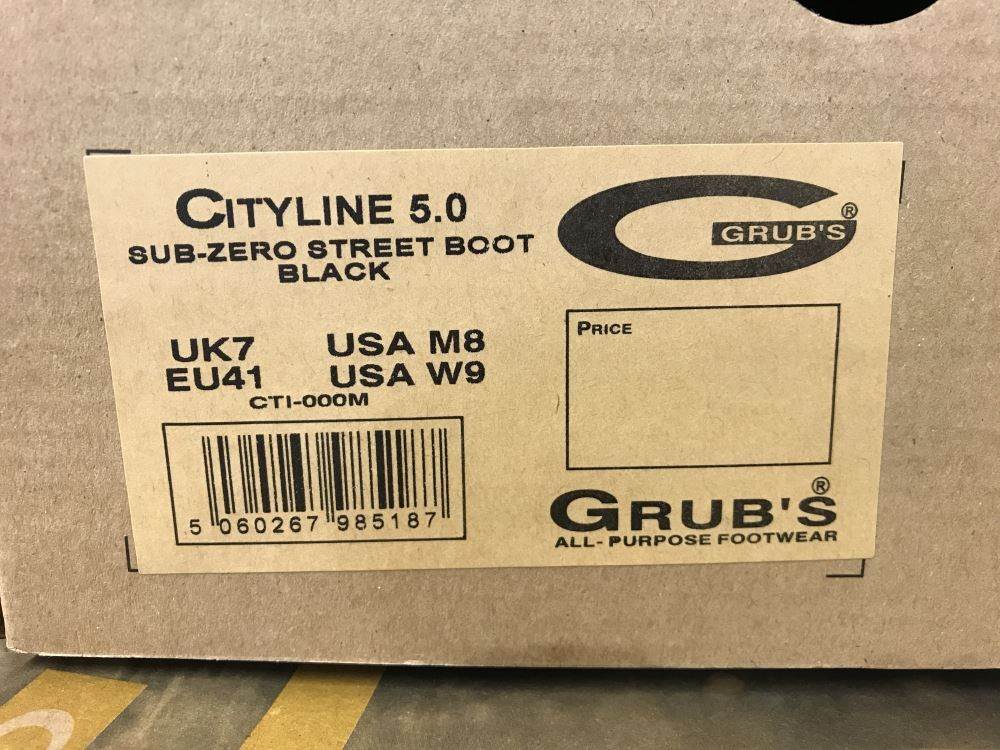 CITYLINE 5.0
SUB-ZERO STREET BOOT
BLACK
GRUB'S®
UK7 USA M8
EU41 USA W9
CTI-000M
5 060267 985187
PRICE
GRUB'S®
ALL-PURPOSE FOOTWEAR